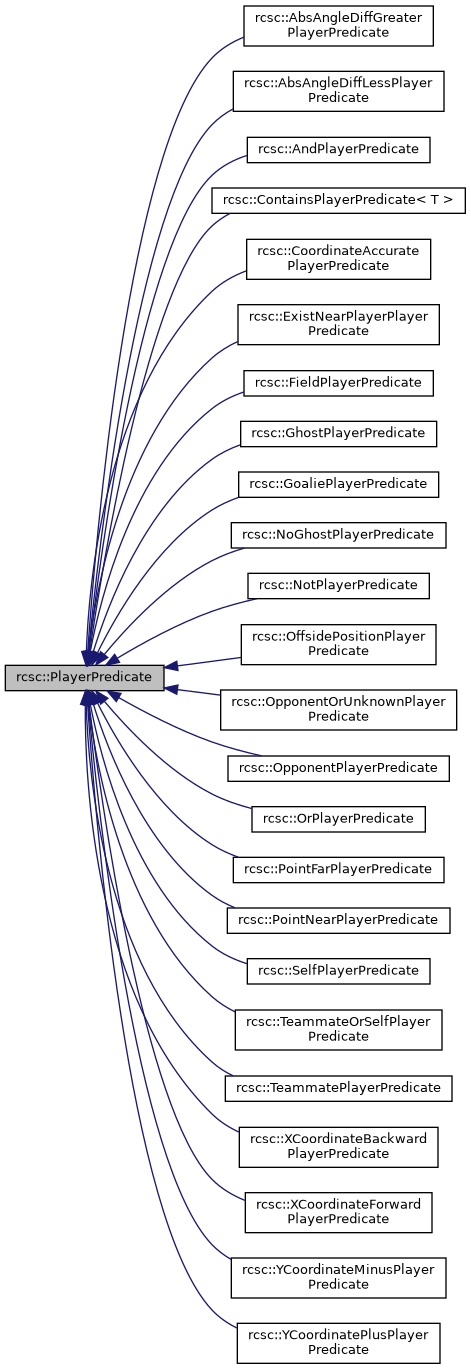 rcsc::AbsAngleDiffGreater
PlayerPredicate
rcsc::AbsAngleDiffLessPlayer
Predicate
rcsc::AndPlayerPredicate
rcsc::ContainsPlayerPredicate< T >
rcsc::CoordinateAccurate
PlayerPredicate
rcsc::ExistNearPlayerPlayer
Predicate
rcsc::FieldPlayerPredicate
rcsc::GhostPlayerPredicate
rcsc::GoaliePlayerPredicate
rcsc::NoGhostPlayerPredicate
rcsc::NotPlayerPredicate
rcsc::OffsidePositionPlayer
Predicate
rcsc::PlayerPredicate
rcsc::OpponentOrUnknownPlayer
Predicate
rcsc::OpponentPlayerPredicate
rcsc::OrPlayerPredicate
rcsc::PointFarPlayerPredicate
rcsc::PointNearPlayerPredicate
rcsc::SelfPlayerPredicate
rcsc::TeammateOrSelfPlayer
Predicate
rcsc::TeammatePlayerPredicate
rcsc::XCoordinateBackward
PlayerPredicate
rcsc::XCoordinateForward
PlayerPredicate
rcsc::YCoordinateMinusPlayer
Predicate
rcsc::YCoordinatePlusPlayer
Predicate